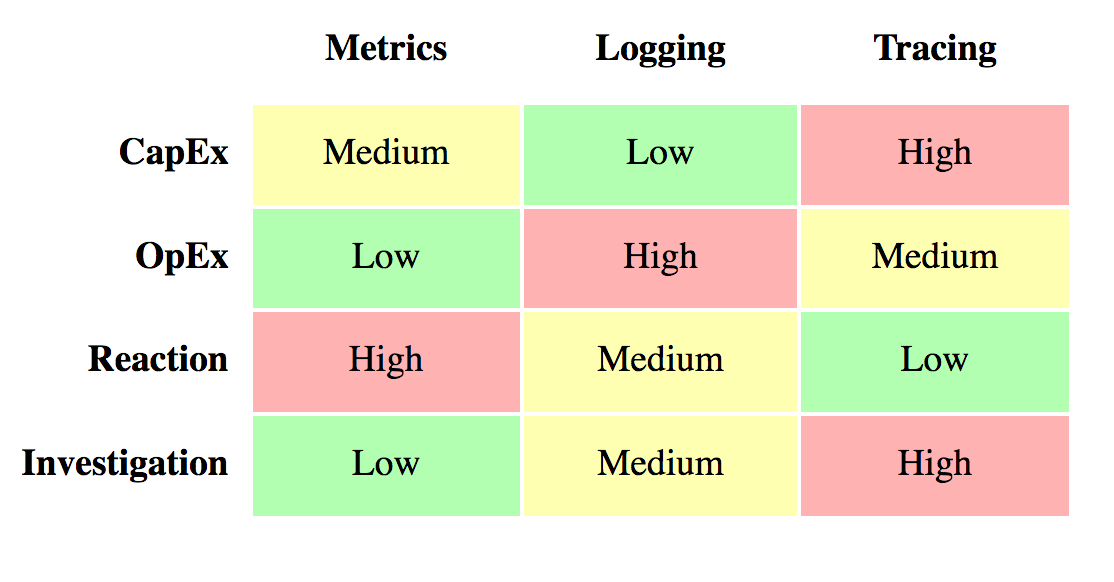 Metrics Logging Tracing
CapEx Medium Low High
OpEx Low High Medium
Reaction High Medium Low
Investigation Low Medium High